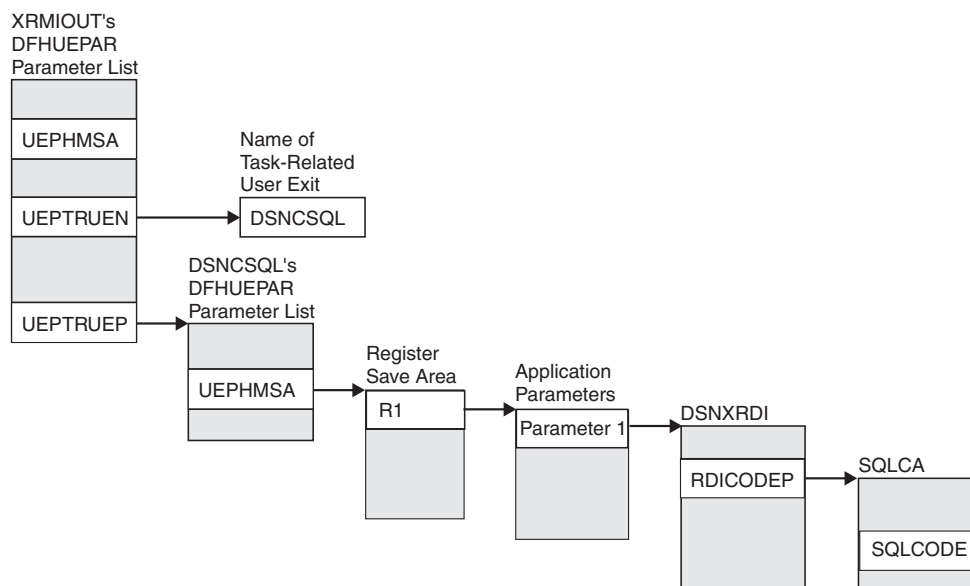 XRMIOUT's
DFHUEPAR
Parameter List
UEPHMSA
UEPTRUEN
UEPTRUEP
Name of
Task-Related
User Exit
DSNCSQL
DSNCSQL's
DFHUEPAR
Parameter List
UEPHMSA
Register
Save Area
R1
Application
Parameters
Parameter 1
DSNXRDI
RDICODEP
SQLCA
SQLCODE